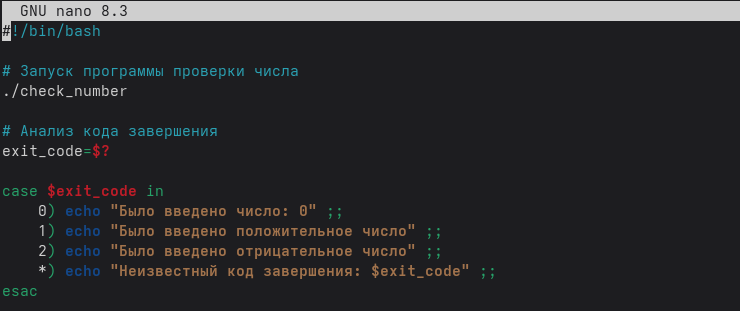 GNU nano 8.3
#!/bin/bash
# Запуск программы проверки числа
./check_number
# Анализ кода завершения
exit_code=$?
case $exit_code in
0) echo "Было введено число: 0" ;;
1) echo "Было введено положительное число" ;;
2) echo "Было введено отрицательное число" ;;
*) echo "Неизвестный код завершения: $exit_code" ;;
esac